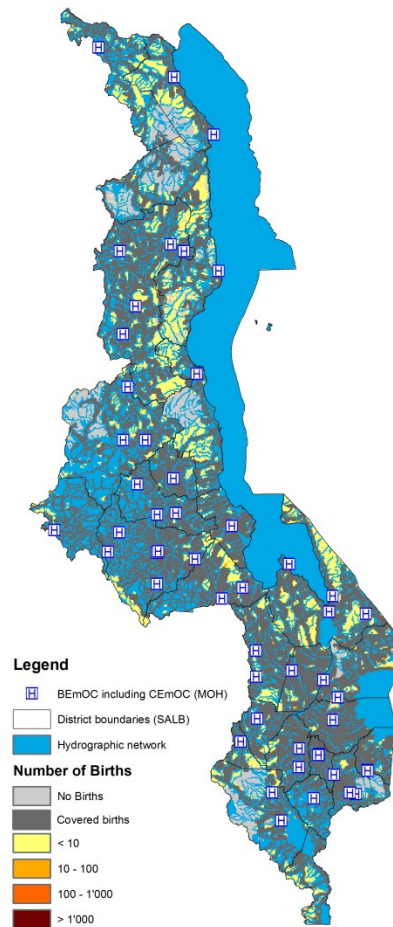 Legend
H BEmOC including CEmOC (MOH)
District boundaries (SALB)
Hydrographic network
Number of Births
No Births
Covered births
< 10
10 - 100
100 - 1'000
> 1'000